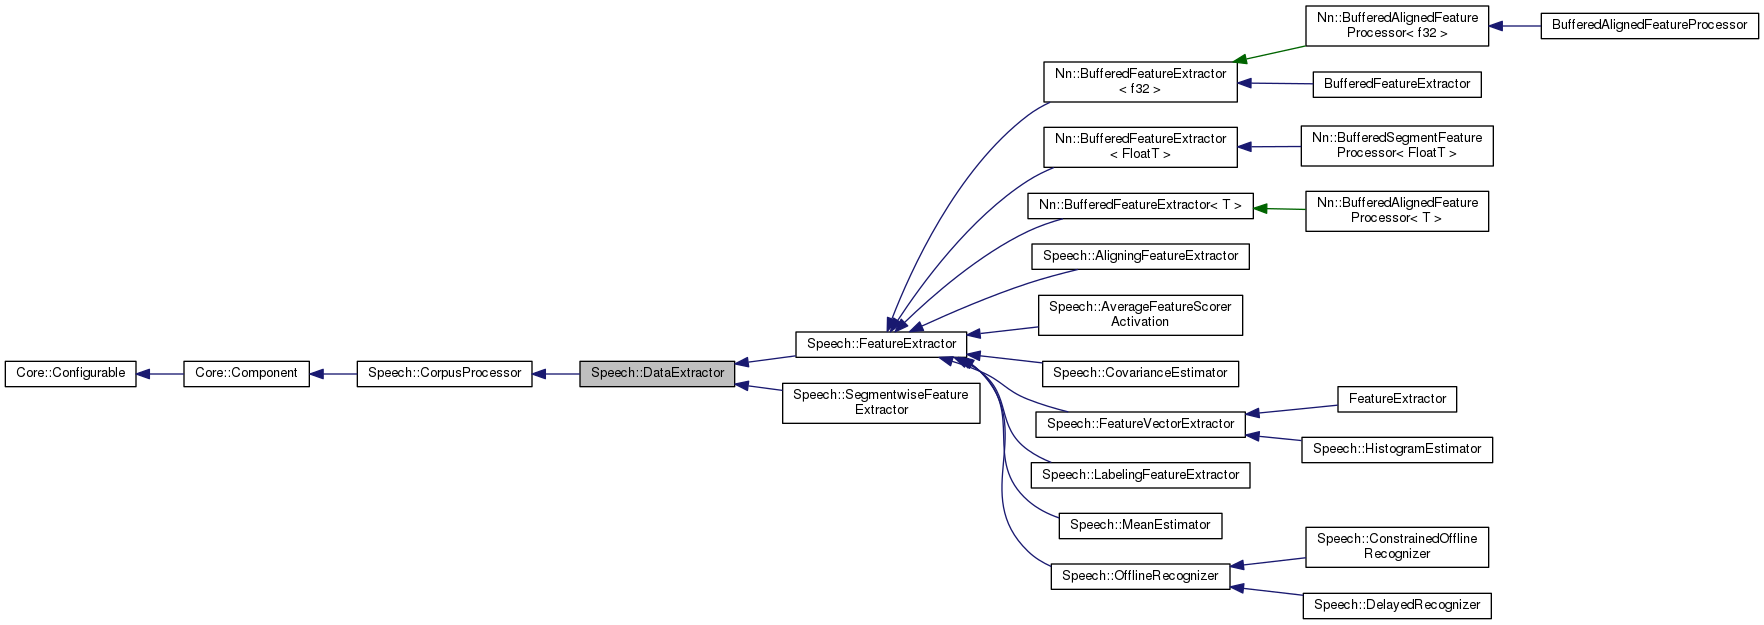 Core::Configurable
Core::Component
Speech::CorpusProcessor
Speech::DataExtractor
Speech::FeatureExtractor
Speech::SegmentwiseFeature
Extractor
Nn::BufferedFeatureExtractor
< f32 >
Nn::BufferedAlignedFeature
Processor< f32 >
BufferedAlignedFeatureProcessor
BufferedFeatureExtractor
Nn::BufferedFeatureExtractor
< FloatT >
Nn::BufferedSegmentFeature
Processor< FloatT >
Nn::BufferedFeatureExtractor< T >
Nn::BufferedAlignedFeature
Processor< T >
Speech::AligningFeatureExtractor
Speech::AverageFeatureScorer
Activation
Speech::CovarianceEstimator
Speech::FeatureVectorExtractor
FeatureExtractor
Speech::HistogramEstimator
Speech::LabelingFeatureExtractor
Speech::MeanEstimator
Speech::OfflineRecognizer
Speech::ConstrainedOffline
Recognizer
Speech::DelayedRecognizer